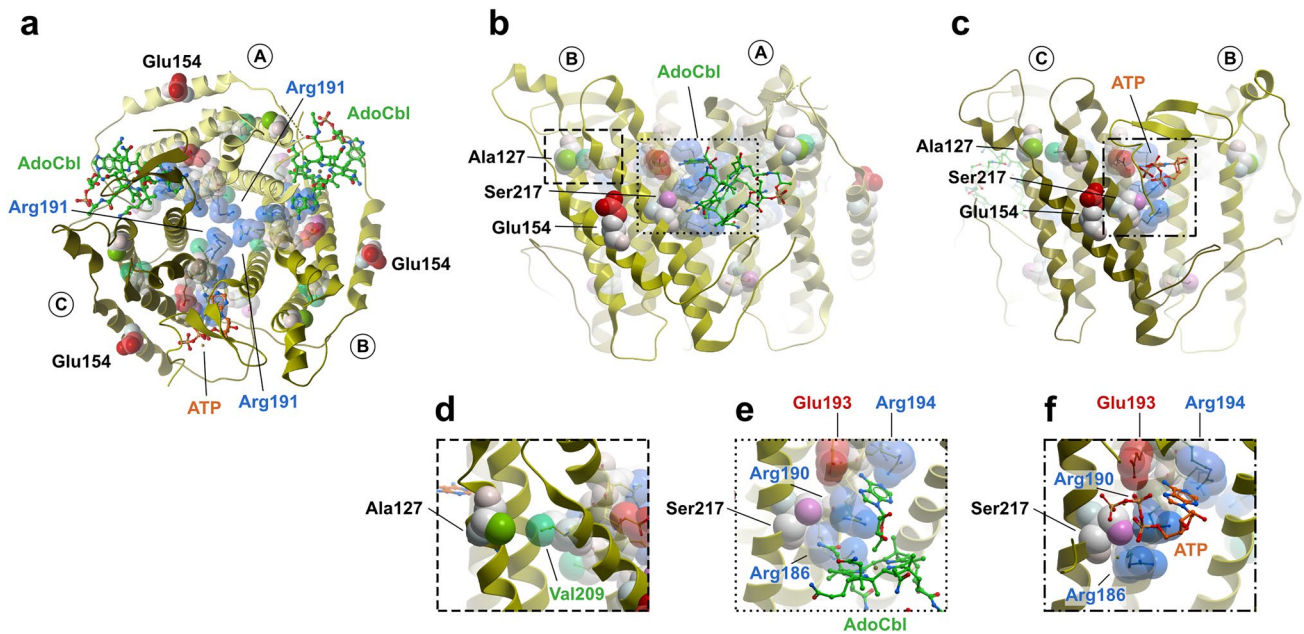 a
Glu154
A
Arg191
AdoCbl
AdoCbl
Arg191
Glu154
C
Glu154
B
ATP
Arg191
b
B
A
AdoCbl
Ala127
Ser217
Glu154
c
C
B
ATP
Ala127
Ser217
Glu154
d
Ala127
Val209
e
Glu193
Arg194
Arg190
Ser217
Arg186
AdoCbl
f
Glu193
Arg194
Arg190
Ser217
ATP
Arg186